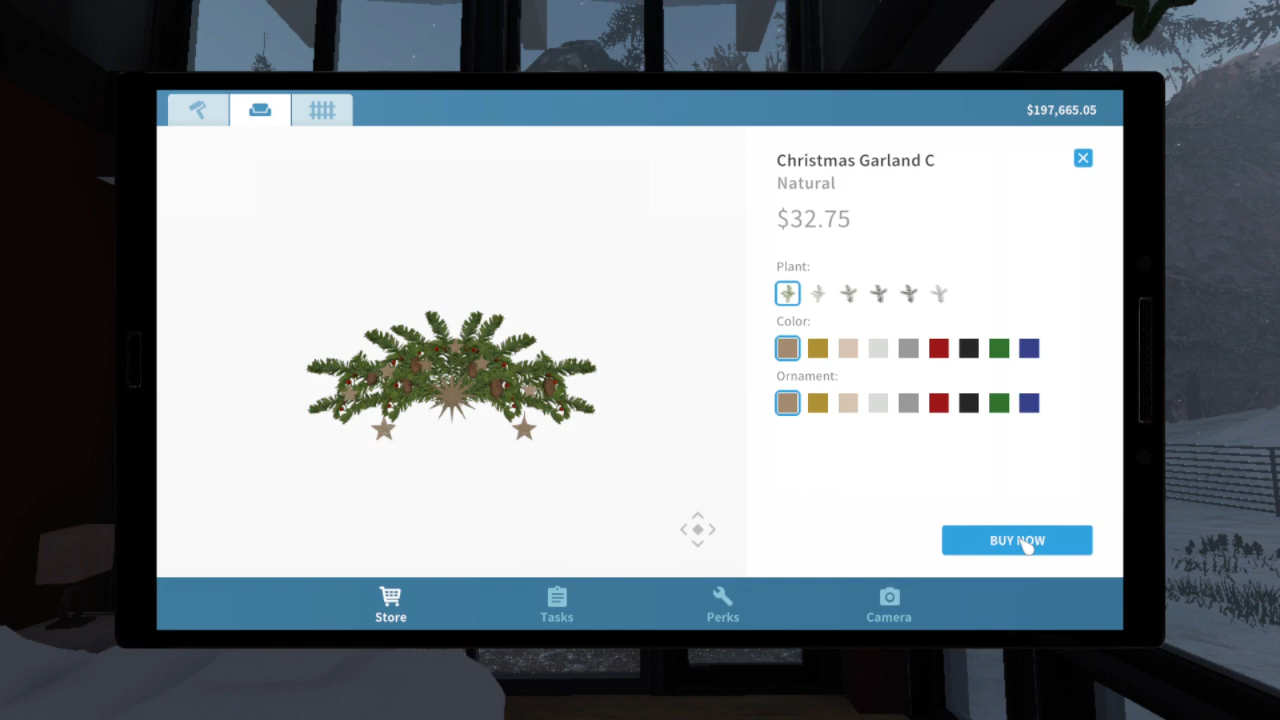 $197,665.05
Christmas Garland C
Natural
$32.75
Plant:
Color:
Ornament:
BUY NOW
Store
Tasks
Perks
Camera